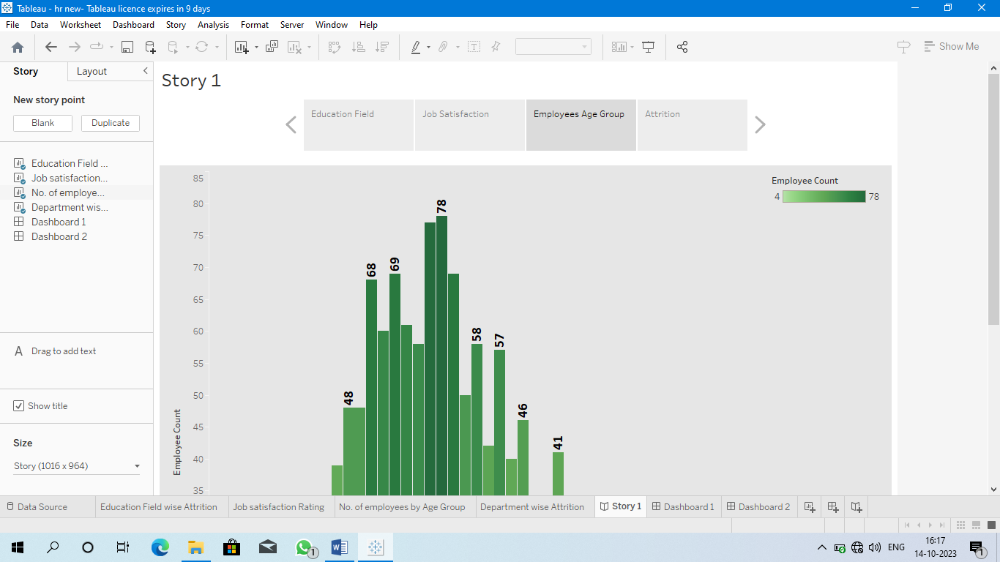 Tableau - hr new- Tableau licence expires in 9 days
File Data Worksheet Dashboard Story Analysis Format Server Window Help
Show Me
Story Layout
New story point
Blank Duplicate
Education Field ...
Job satisfaction...
No. of employe...
Department wis...
Dashboard 1
Dashboard 2
A Drag to add text
Show title
Size
Story (1016 x 964)
Story 1
Education Field Job Satisfaction Employees Age Group Attrition
Employee Count
4 78
85
80
75
70
65
60
55
50
45
40
35
Employee Count
48
68
69
78
58
57
46
41
Data Source Education Field wise Attrition Job satisfaction Rating No. of employees by Age Group Department wise Attrition Story 1 Dashboard 1 Dashboard 2
1
ENG
16:17
14-10-2023
1